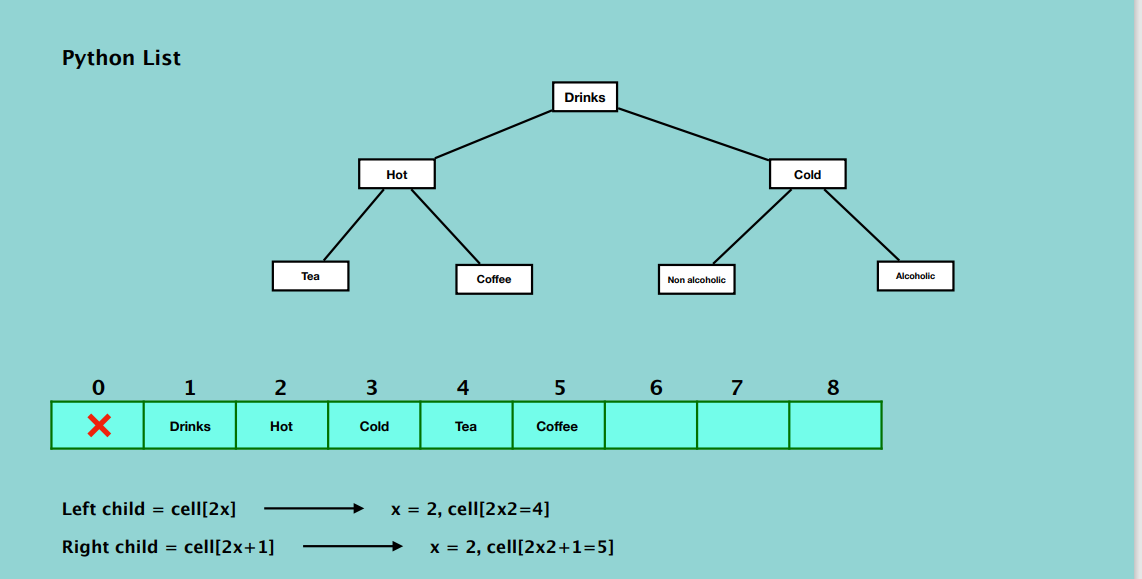 Python List
Drinks
Hot
Cold
Tea
Coffee
Non alcoholic
Alcoholic
0 1 2 3 4 5 6 7 8
Drinks Hot Cold Tea Coffee
Left child = cell[2x] x = 2, cell[2x2=4]
Right child = cell[2x+1] x = 2, cell[2x2+1=5]